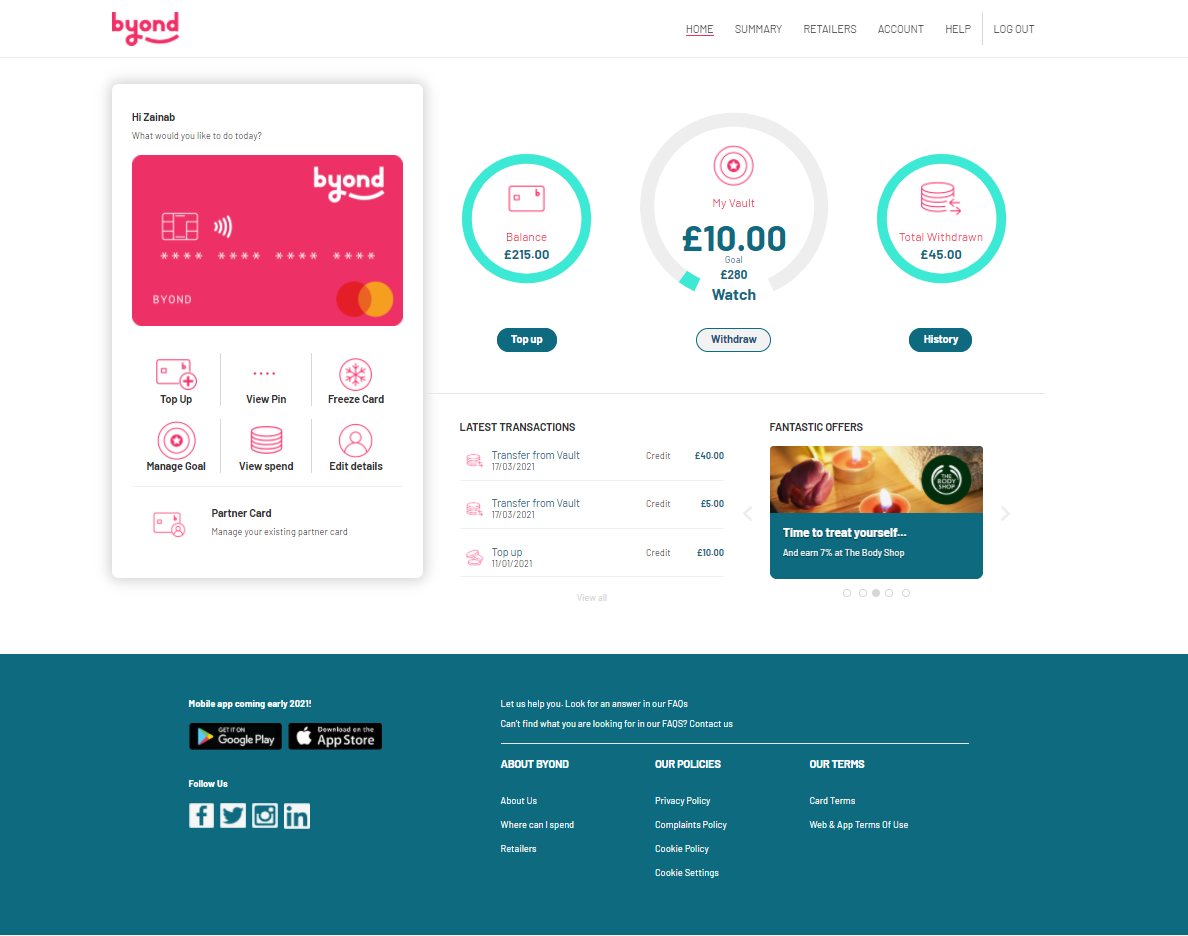 byond
HOME SUMMARY RETAILERS ACCOUNT HELP LOG OUT
Hi Zainab
What would you like to do today?
byond
**** **** **** ****
BYOND
Top Up
View Pin
Freeze Card
Manage Goal
View spend
Edit details
Partner Card
Manage your existing partner card
b
Balance
£215.00
Top up
My Vault
£10.00
Goal
£280
Watch
Withdraw
Total Withdrawn
£45.00
History
LATEST TRANSACTIONS
Transfer from Vault Credit £40.00
17/03/2021
Transfer from Vault Credit £5.00
17/03/2021
Top up Credit £10.00
11/01/2021
View all
FANTASTIC OFFERS
THE
BODY
SHOP
Time to treat yourself...
And earn 7% at The Body Shop
Mobile app coming early 2021!
GET IT ON
Google Play
Download on the
App Store
Follow Us
Let us help you. Look for an answer in our FAQs
Can't find what you are looking for in our FAQS? Contact us
ABOUT BYOND
About Us
Where can I spend
Retailers
OUR POLICIES
Privacy Policy
Complaints Policy
Cookie Policy
Cookie Settings
OUR TERMS
Card Terms
Web & App Terms Of Use